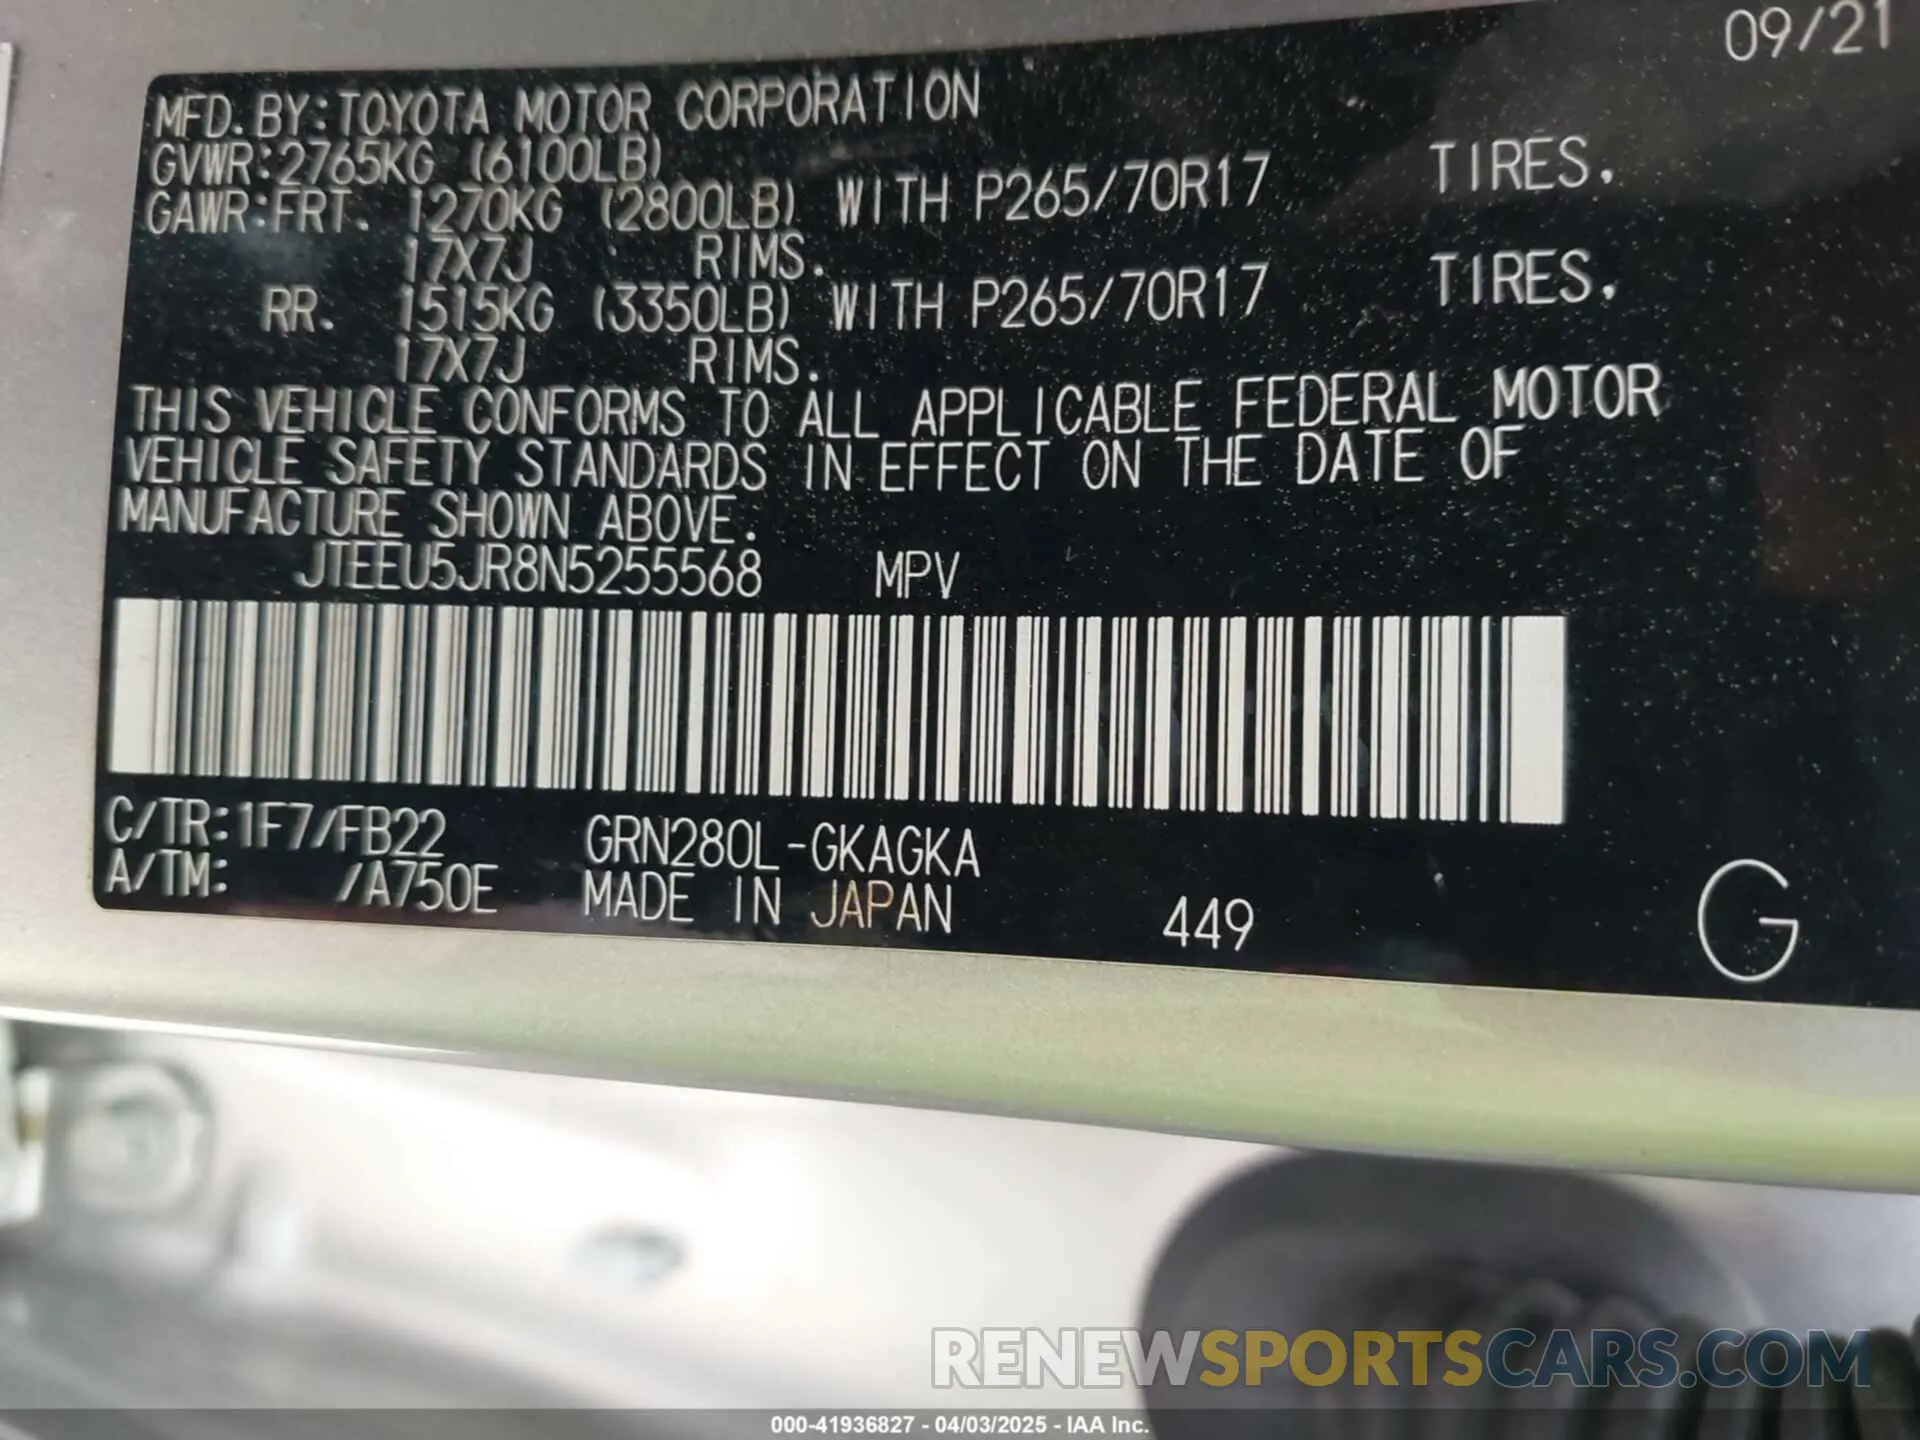 09/21
MFD. BY: TOYOTA MOTOR CORPORATION
GVWR: 2765KG (6100LB)
GAWR: FRT. 1270KG (2800LB) WITH P265/70R17 TIRES,
17X7J RIMS.
RR. 1515KG (3350LB) WITH P265/70R17 TIRES,
17X7J RIMS.
THIS VEHICLE CONFORMS TO ALL APPLICABLE FEDERAL MOTOR
VEHICLE SAFETY STANDARDS IN EFFECT ON THE DATE OF
MANUFACTURE SHOWN ABOVE.
JTEEU5JR8N5255568 MPV
C/TR: 1F7/FB22 GRN280L-GKAGKA
A/TM: /A750E MADE IN JAPAN 449 G
RENEWSPORTSCARS.COM
000-41936827 - 04/03/2025 - IAA Inc.